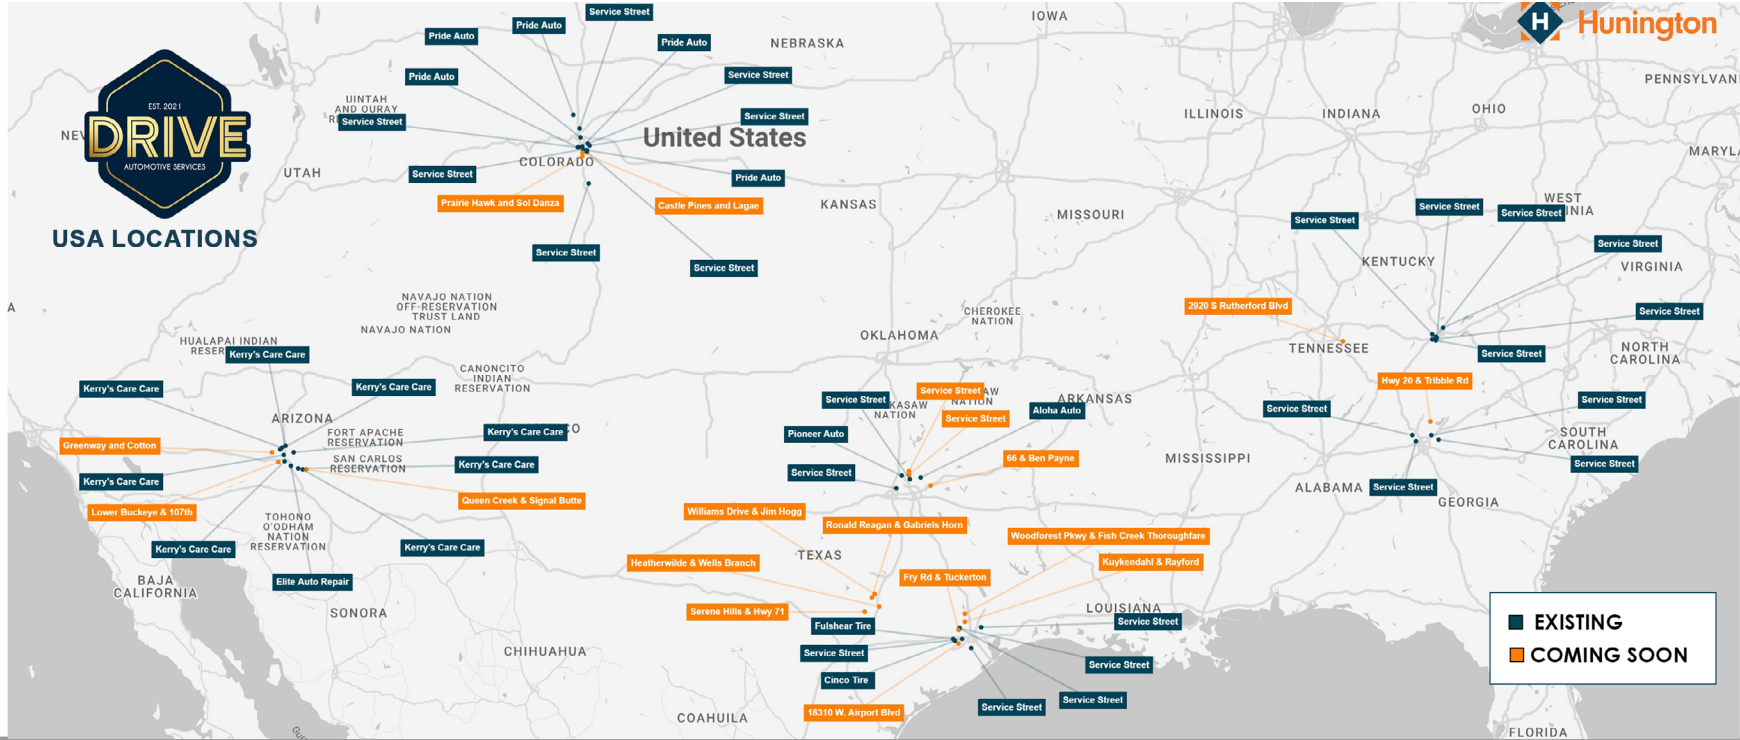 EST. 2021
DRIVE
AUTOMOTIVE SERVICES
USA LOCATIONS
H Hunington
Service Street
Pride Auto
Pride Auto
Pride Auto
Pride Auto
Service Street
Service Street
Service Street
Service Street
Pride Auto
Prairie Hawk and Sol Danza
Castle Pines and Lagae
Service Street
Service Street
IOWA
NEBRASKA
PENNSYLVAN
ILLINOIS
INDIANA
OHIO
MARYL
UINTAH
AND OURAY
R
NEV
UTAH
COLORADO
United States
KANSAS
MISSOURI
WEST
INIA
KENTUCKY
VIRGINIA
Service Street
Service Street
Service Street
Service Street
Service Street
Service Street
2920 S Rutherford Blvd
TENNESSEE
NORTH
CAROLINA
Hwy 20 & Tribble Rd
Service Street
Service Street
Service Street
Service Street
SOUTH
CAROLINA
ALABAMA
GEORGIA
MISSISSIPPI
A
NAVAJO NATION
OFF-RESERVATION
TRUST LAND
NAVAJO NATION
HUALAPAI INDIAN
RESER
CANONCITO
INDIAN
RESERVATION
ARIZONA
FORT APACHE
RESERVATION
SAN CARLOS
RESERVATION
CO
TOHONO
O'ODHAM
NATION
RESERVATION
Kerry's Care Care
Kerry's Care Care
Kerry's Care Care
Kerry's Care Care
Greenway and Cotton
Kerry's Care Care
Kerry's Care Care
Queen Creek & Signal Butte
Lower Buckeye & 107th
Kerry's Care Care
Kerry's Care Care
Elite Auto Repair
BAJA
CALIFORNIA
SONORA
CHIHUAHUA
COAHUILA
OKLAHOMA
CHEROKEE
NATION
KASAW
NATION
AW
NATION
ARKANSAS
Service Street
Service Street
Service Street
Aloha Auto
Pioneer Auto
Service Street
66 & Ben Payne
Williams Drive & Jim Hogg
Ronald Reagan & Gabriels Horn
Woodforest Pkwy & Fish Creek Thoroughfare
TEXAS
Heatherwilde & Wells Branch
Kuykendahl & Rayford
Fry Rd & Tuckerton
Serene Hills & Hwy 71
LOUISIANA
Fulshear Tire
Service Street
Service Street
Service Street
Cinco Tire
Service Street
Service Street
18310 W. Airport Blvd
EXISTING
COMING SOON
FLORIDA